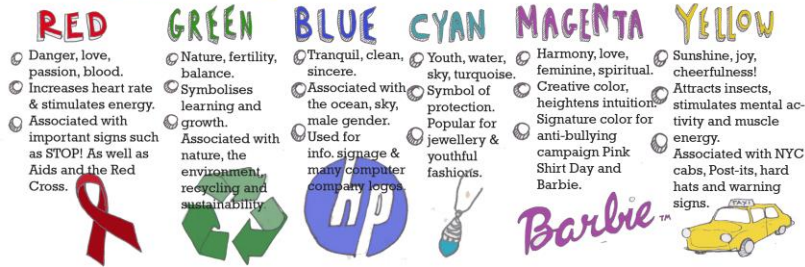 RED
Danger, love,
passion, blood.
Increases heart rate
& stimulates energy.
Associated with
important signs such
as STOP! As well as
Aids and the Red
Cross.
GREEN
Nature, fertility,
balance.
Symbolises
learning and
growth.
Associated with
nature, the
environment,
recycling and
sustainability.
BLUE
Tranquil, clean,
sincere.
Associated with
the ocean, sky,
male gender.
Used for
info. signage &
many computer
company logos.
hp
CYAN
Youth, water,
sky, turquoise.
Symbol of
protection.
Popular for
jewellery &
youthful
fashions.
MAGENTA
Harmony, love,
feminine, spiritual.
Creative color,
heightens intuition.
Signature color for
anti-bullying
campaign Pink
Shirt Day and
Barbie.
Barbie TM
YELLOW
Sunshine, joy,
cheerfulness!
Attracts insects,
stimulates mental ac-
tivity and muscle
energy.
Associated with NYC
cabs, Post-its, hard
hats and warning
signs.
TAXI